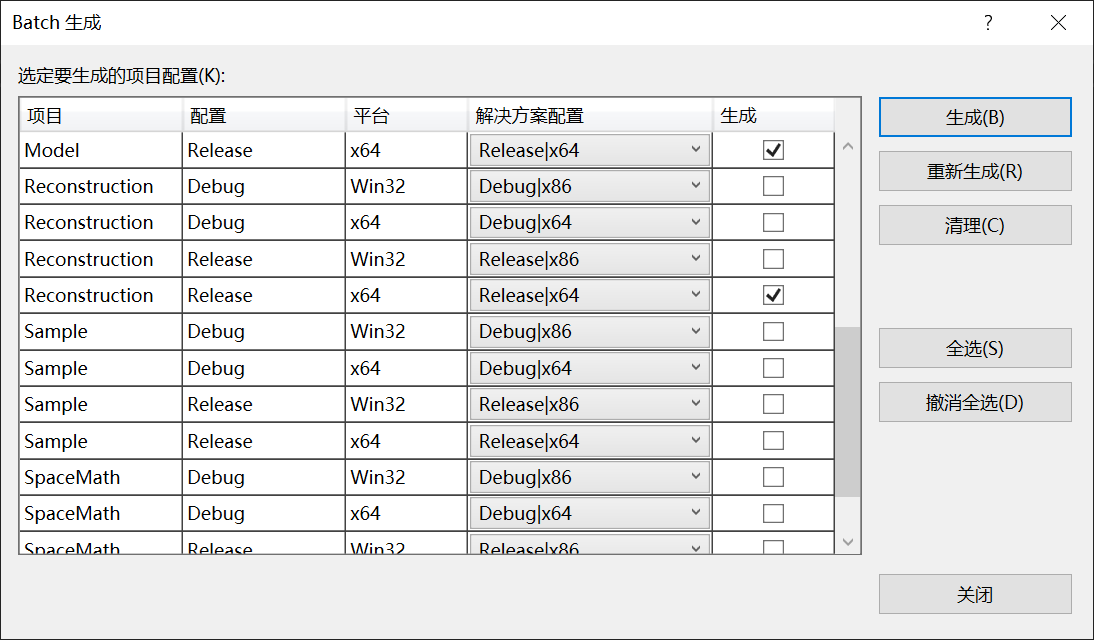 Batch 生成
?
选定要生成的项目配置(K):
项目 配置 平台 解决方案配置 生成
Model Release x64 Release|x64
Reconstruction Debug Win32 Debug|x86
Reconstruction Debug x64 Debug|x64
Reconstruction Release Win32 Release|x86
Reconstruction Release x64 Release|x64
Sample Debug Win32 Debug|x86
Sample Debug x64 Debug|x64
Sample Release Win32 Release|x86
Sample Release x64 Release|x64
SpaceMath Debug Win32 Debug|x86
SpaceMath Debug x64 Debug|x64
SpaceMath Release Win32 Release|x86
生成(B)
重新生成(R)
清理(C)
全选(S)
撤消全选(D)
关闭